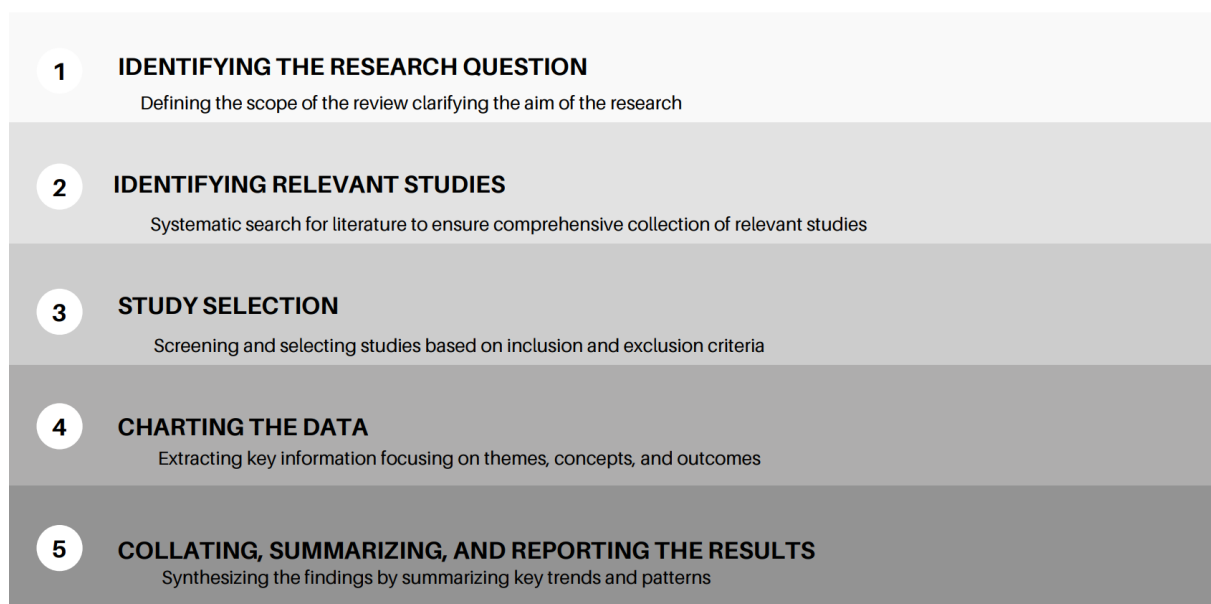 1
IDENTIFYING THE RESEARCH QUESTION
Defining the scope of the review clarifying the aim of the research
2
IDENTIFYING RELEVANT STUDIES
Systematic search for literature to ensure comprehensive collection of relevant studies
3
STUDY SELECTION
Screening and selecting studies based on inclusion and exclusion criteria
4
CHARTING THE DATA
Extracting key information focusing on themes, concepts, and outcomes
5
COLLATING, SUMMARIZING, AND REPORTING THE RESULTS
Synthesizing the findings by summarizing key trends and patterns